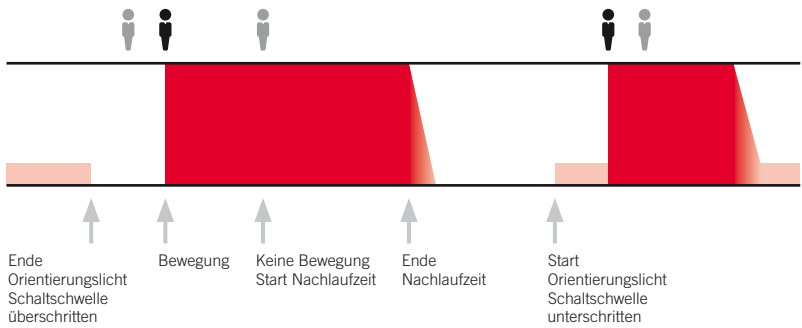 Ende
Orientierungslicht
Schaltschwelle
überschritten
Bewegung
Keine Bewegung
Start Nachlaufzeit
Ende
Nachlaufzeit
Start
Orientierungslicht
Schaltschwelle
unterschritten